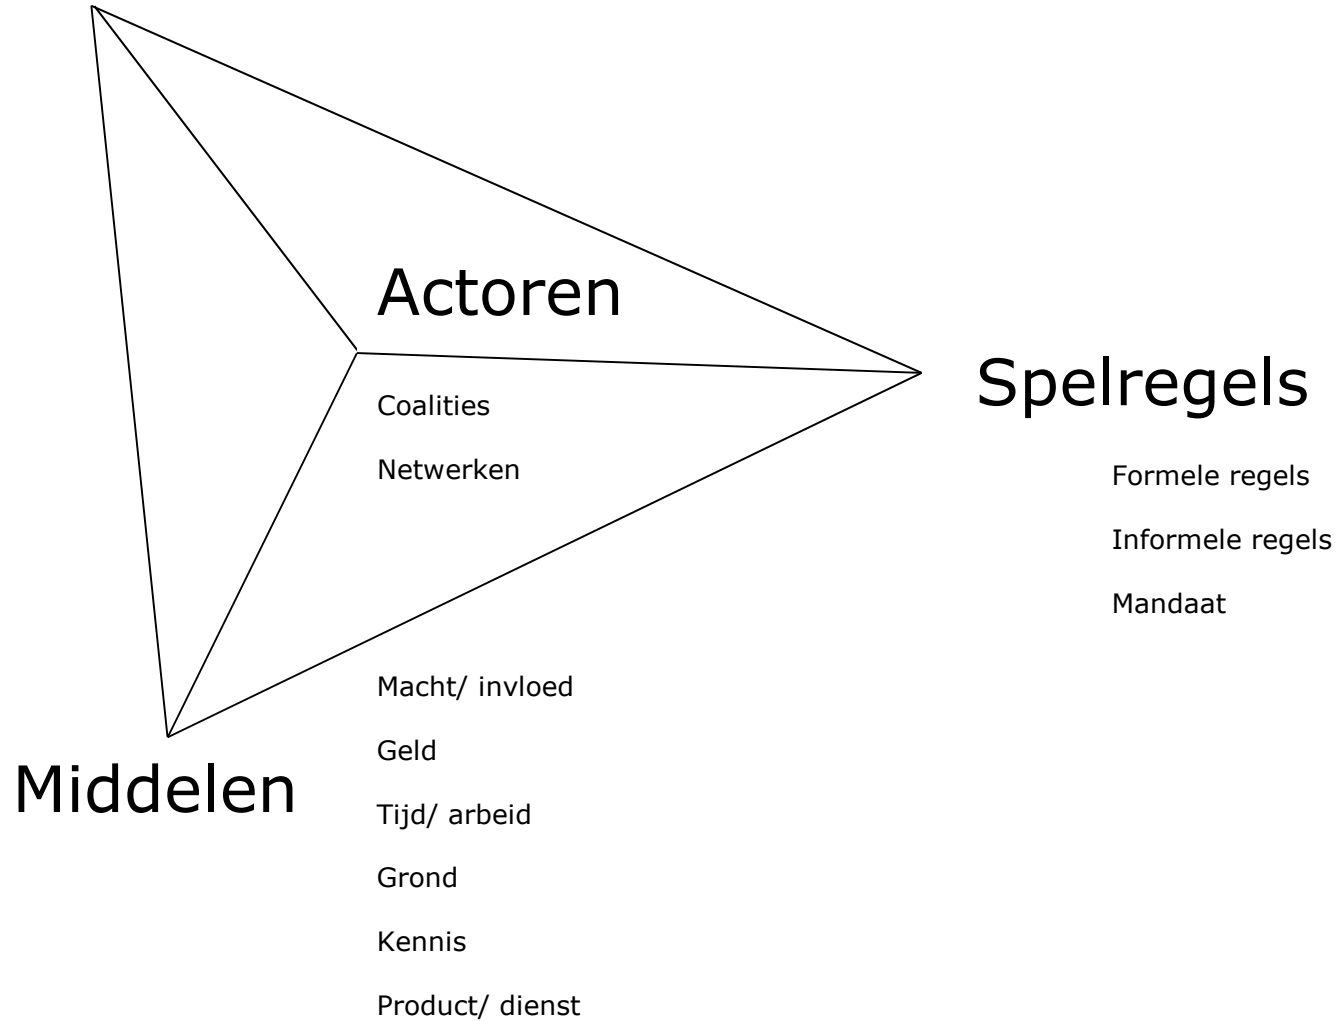 Actoren
Coalities
Netwerken
Spelregels
Formele regels
Informele regels
Mandaat
Middelen
Macht/ invloed
Geld
Tijd/ arbeid
Grond
Kennis
Product/ dienst